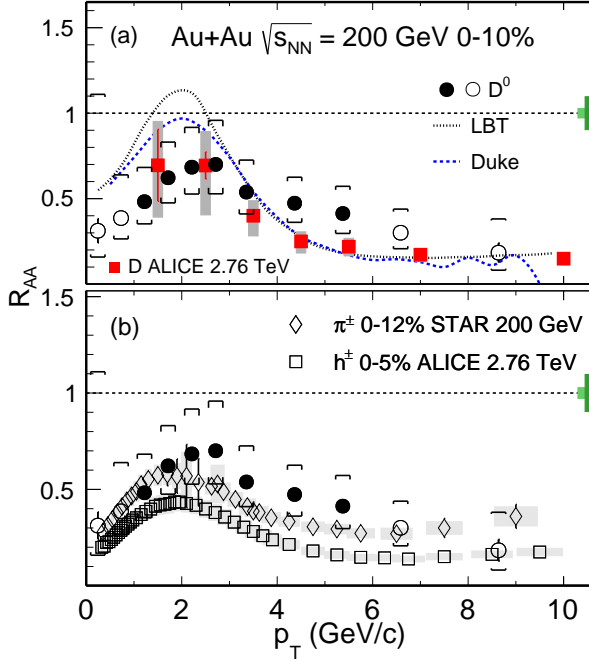 (a) Au+Au √s_NN = 200 GeV 0-10%
1.5
D⁰
LBT
Duke
1
0.5
D ALICE 2.76 TeV
R_AA
1.5
(b)
π± 0-12% STAR 200 GeV
h± 0-5% ALICE 2.76 TeV
1
0.5
0 2 4 6 8 10
p_T (GeV/c)